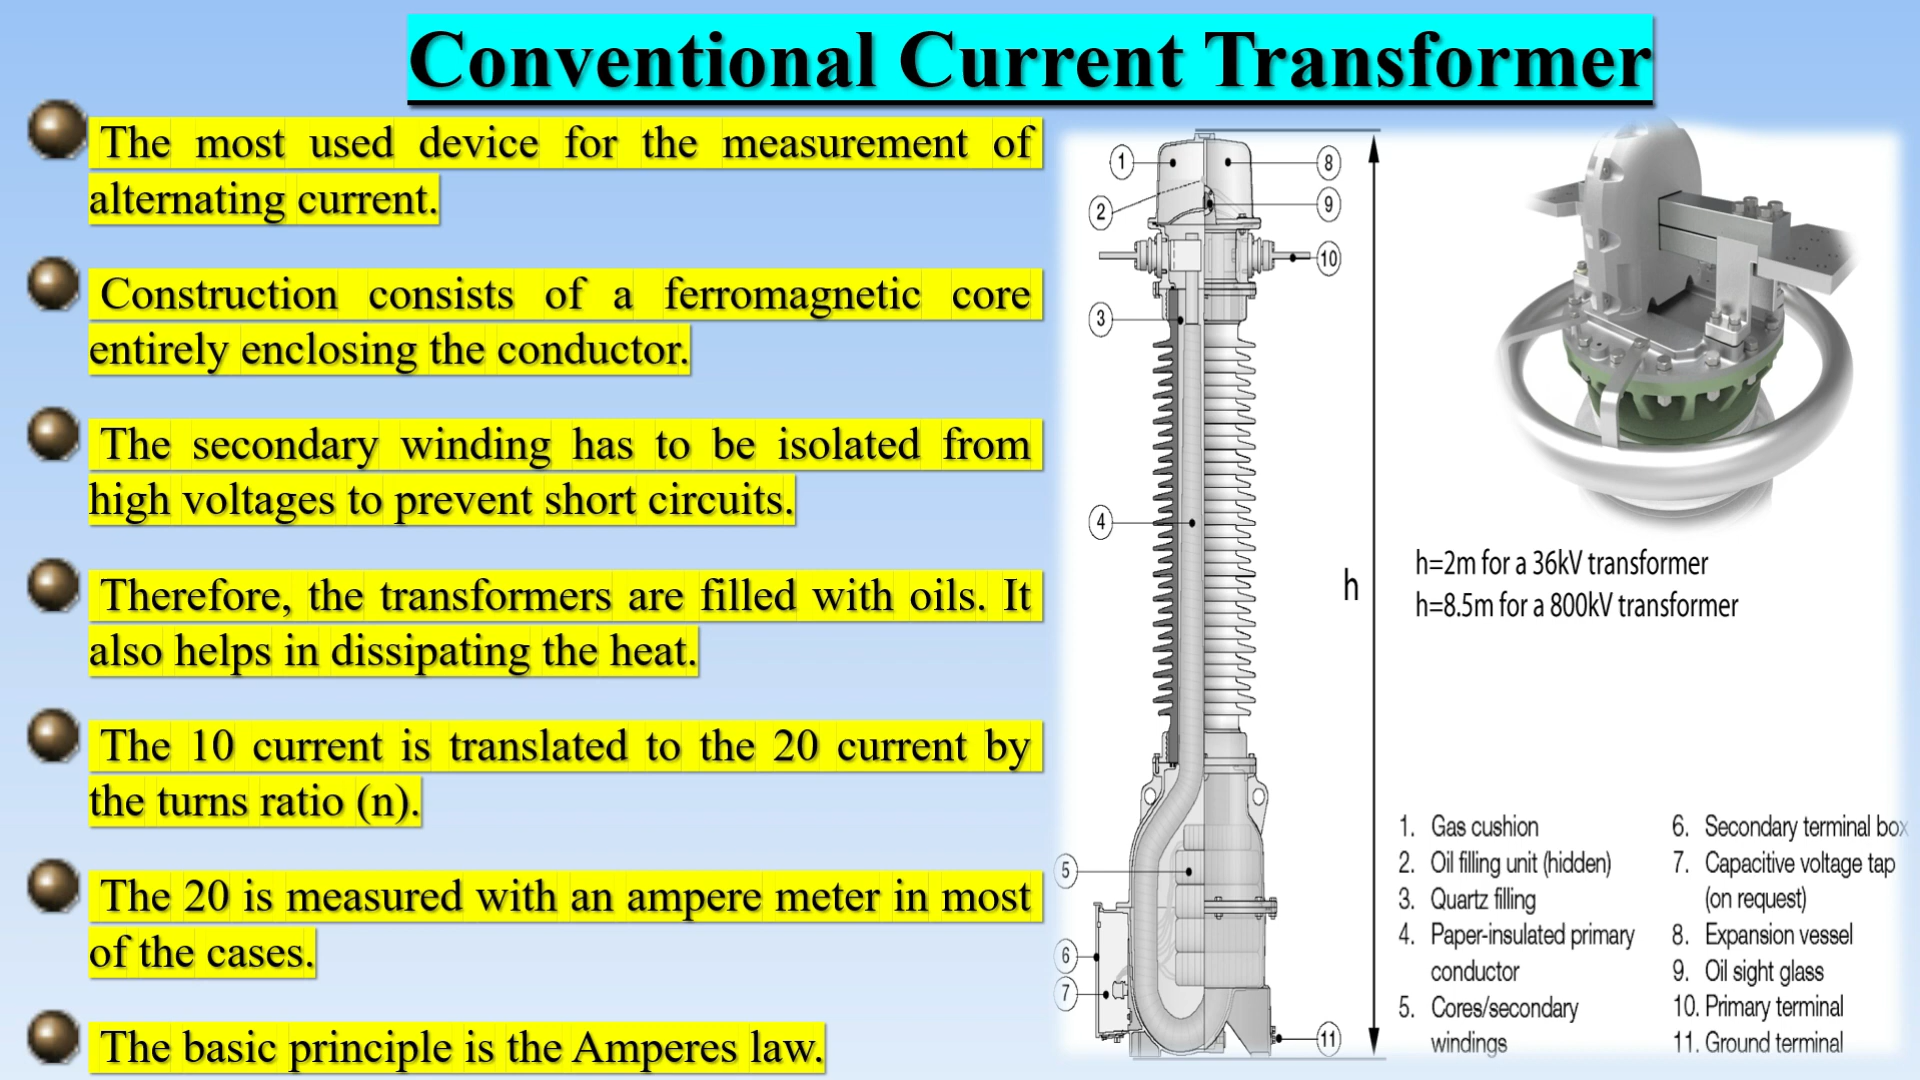 Conventional Current Transformer
The most used device for the measurement of
alternating current.
Construction consists of a ferromagnetic core
entirely enclosing the conductor.
The secondary winding has to be isolated from
high voltages to prevent short circuits.
Therefore, the transformers are filled with oils. It
also helps in dissipating the heat.
The 10 current is translated to the 20 current by
the turns ratio (n).
The 20 is measured with an ampere meter in most
of the cases.
The basic principle is the Amperes law.
1
2
3
4
5
6
7
8
9
10
11
h
h=2m for a 36kV transformer
h=8.5m for a 800kV transformer
1. Gas cushion
2. Oil filling unit (hidden)
3. Quartz filling
4. Paper-insulated primary
conductor
5. Cores/secondary
windings
6. Secondary terminal box
7. Capacitive voltage tap
(on request)
8. Expansion vessel
9. Oil sight glass
10. Primary terminal
11. Ground terminal